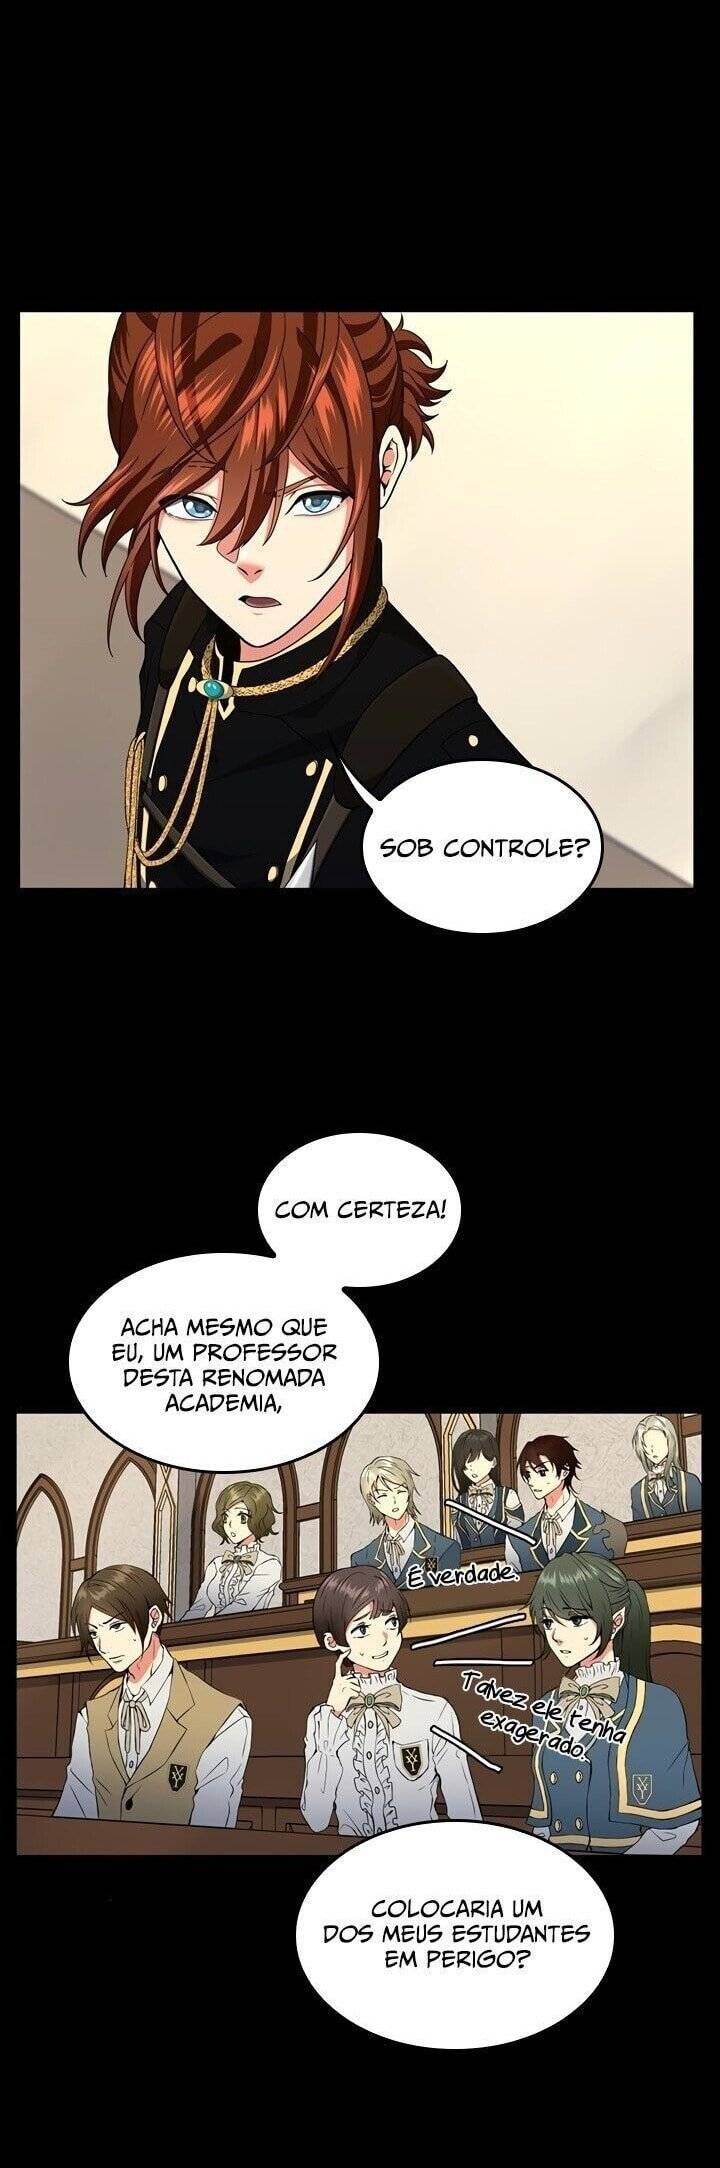 SOB CONTROLE?
COM CERTEZA!
ACHA MESMO QUE
EU, UM PROFESSOR
DESTA RENOMADA
ACADEMIA,
É verdade.
Talvez ele tenha
exagerado.
COLOCARIA UM
DOS MEUS ESTUDANTES
EM PERIGO?